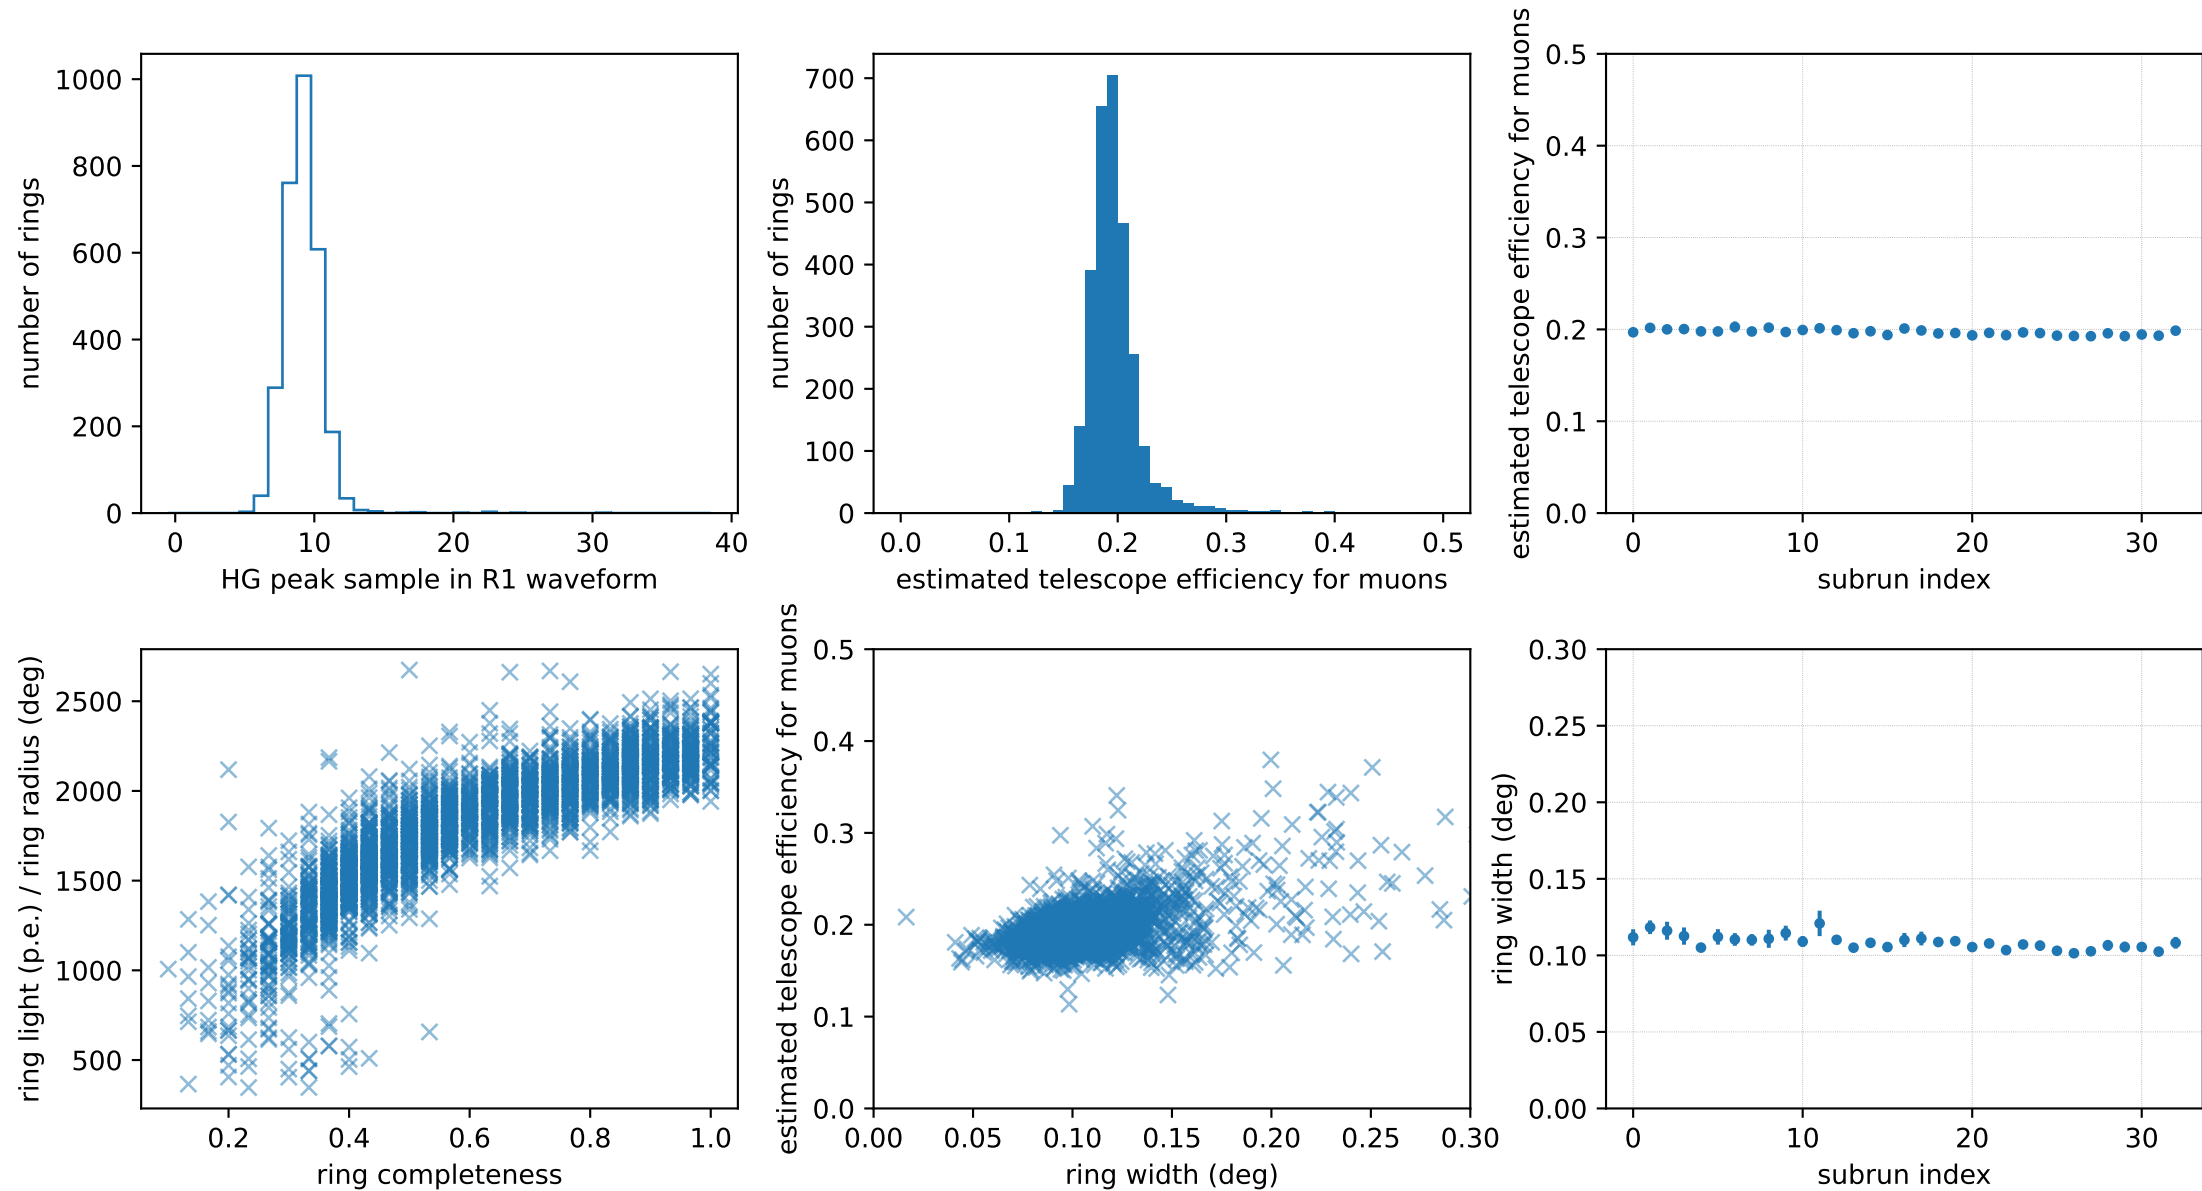 number of rings
1000
800
600
400
200
0
0 10 20 30 40
HG peak sample in R1 waveform
number of rings
700
600
500
400
300
200
100
0
0.0 0.1 0.2 0.3 0.4 0.5
estimated telescope efficiency for muons
estimated telescope efficiency for muons
0.5
0.4
0.3
0.2
0.1
0.0
0 10 20 30
subrun index
ring light (p.e.) / ring radius (deg)
2500
2000
1500
1000
500
0.2 0.4 0.6 0.8 1.0
ring completeness
estimated telescope efficiency for muons
0.5
0.4
0.3
0.2
0.1
0.0
0.00 0.05 0.10 0.15 0.20 0.25 0.30
ring width (deg)
ring width (deg)
0.30
0.25
0.20
0.15
0.10
0.05
0.00
0 10 20 30
subrun index